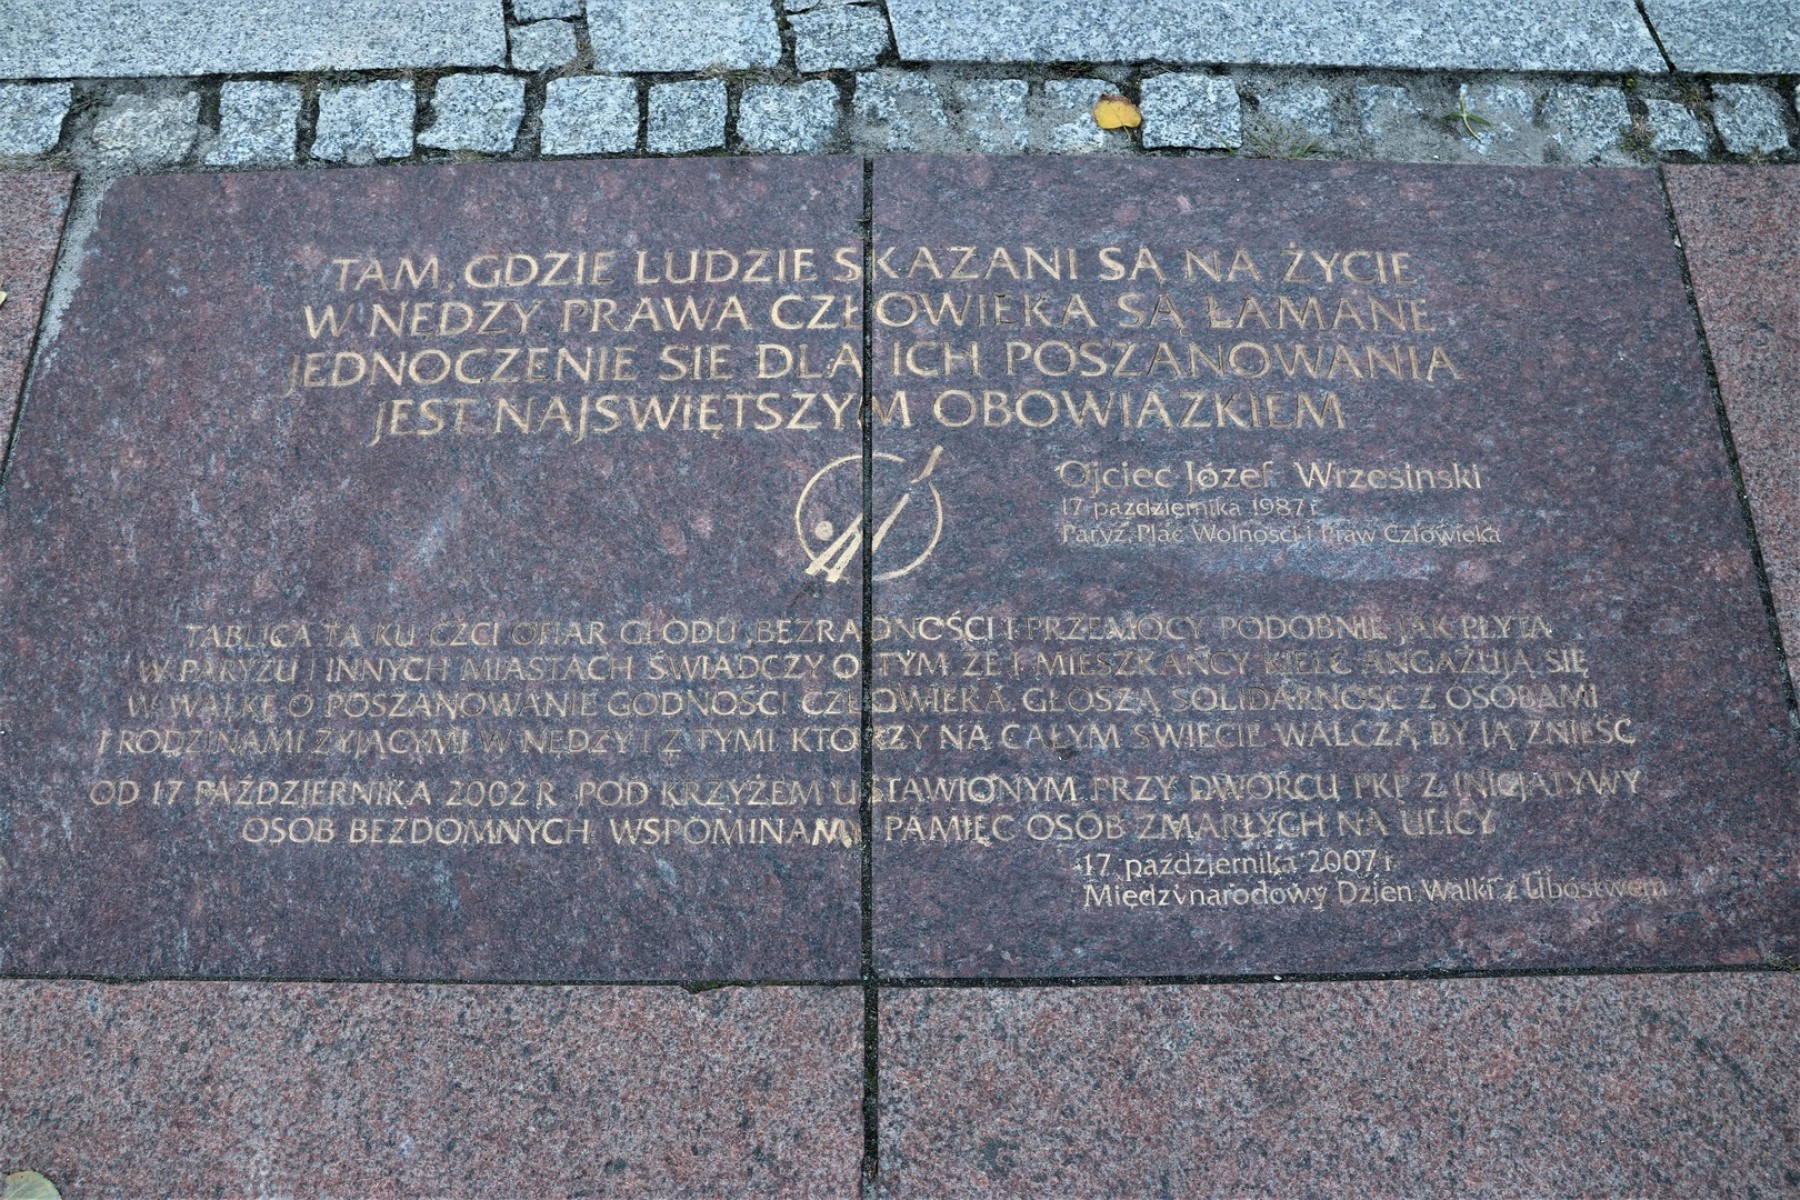 TAM, GDZIE LUDZIE SKAZANI SĄ NA ŻYCIE
W NĘDZY PRAWA CZŁOWIEKA SĄ ŁAMANE
JEDNOCZENIE SIĘ DLA ICH POSZANOWANIA
JEST NAJŚWIĘTSZYM OBOWIĄZKIEM
Ojciec Józef Wrzesiński
17 października 1987 r.
Paryż, Plac Wolności i Praw Człowieka
TABLICA TA KU CZCI OFIAR GŁODU, BEZRADNOŚCI I PRZEMOCY PODOBNIE JAK PŁYTA
W PARYŻU I INNYCH MIASTACH ŚWIADCZY O TYM ŻE I MIESZKAŃCY KIELC ANGAŻUJĄ SIĘ
W WALKĘ O POSZANOWANIE GODNOŚCI CZŁOWIEKA. GŁOSZĄ SOLIDARNOŚĆ Z OSOBAMI
I RODZINAMI ŻYJĄCYMI W NĘDZY I Z TYMI KTÓRZY NA CAŁYM ŚWIECIE WALCZĄ BY JĄ ZNIEŚĆ
OD 17 PAŹDZIERNIKA 2002 R. POD KRZYŻEM USTAWIONYM PRZY DWORCU PKP Z INICJATYWY
OSÓB BEZDOMNYCH WSPOMINAMY PAMIĘĆ OSÓB ZMARŁYCH NA ULICY
17 października 2007 r.
Międzynarodowy Dzień Walki z Ubóstwem